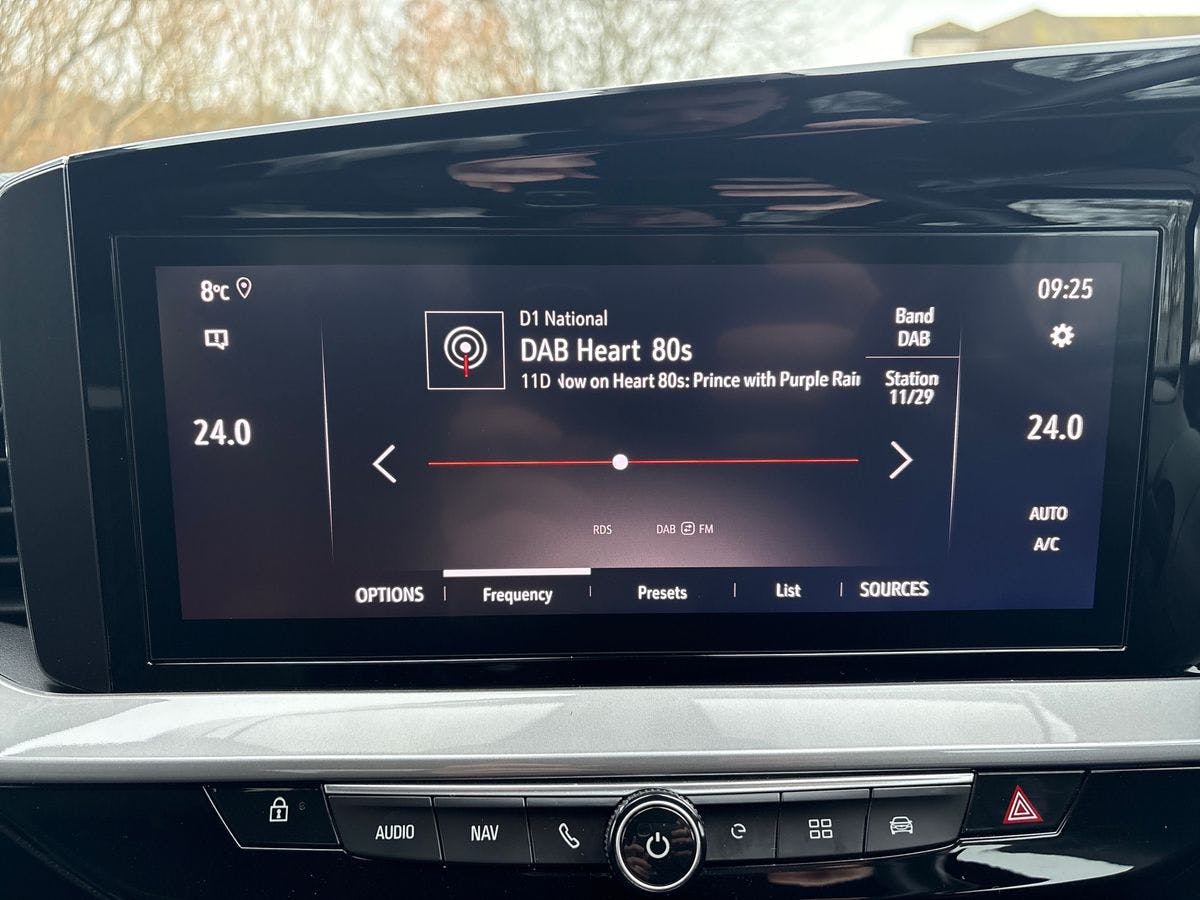 8°C
09:25
D1 National
DAB Heart 80s
11D Now on Heart 80s: Prince with Purple Rain
Band
DAB
Station
11/29
24.0
24.0
RDS
DAB FM
AUTO
A/C
OPTIONS
Frequency
Presets
List
SOURCES
AUDIO
NAV